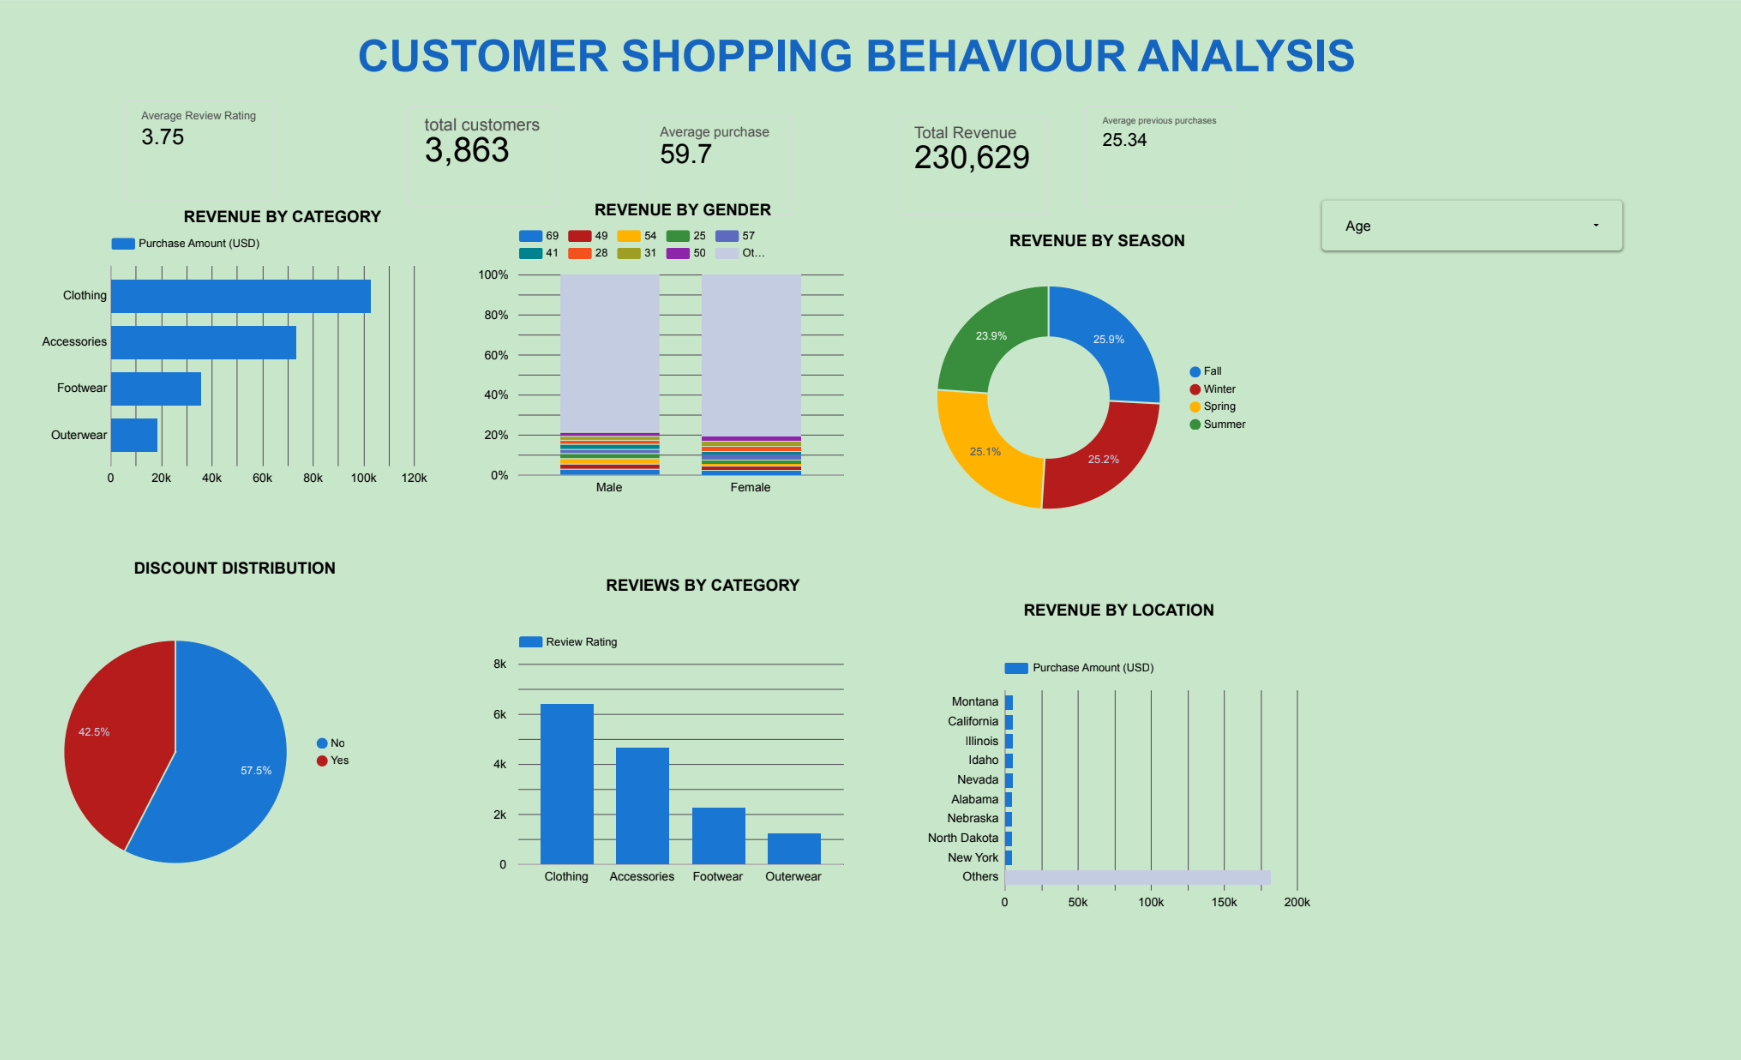 CUSTOMER SHOPPING BEHAVIOUR ANALYSIS
Average Review Rating
3.75
total customers
3,863
Average purchase
59.7
Total Revenue
230,629
Average previous purchases
25.34
Age
REVENUE BY CATEGORY
Purchase Amount (USD)
Clothing
Accessories
Footwear
Outerwear
0 20k 40k 60k 80k 100k 120k
REVENUE BY GENDER
69 49 54 25 57
41 28 31 50 Ot...
100%
80%
60%
40%
20%
0%
Male Female
REVENUE BY SEASON
23.9% 25.9%
25.1% 25.2%
Fall
Winter
Spring
Summer
DISCOUNT DISTRIBUTION
42.5%
57.5%
No
Yes
REVIEWS BY CATEGORY
Review Rating
8k
6k
4k
2k
0
Clothing Accessories Footwear Outerwear
REVENUE BY LOCATION
Purchase Amount (USD)
Montana
California
Illinois
Idaho
Nevada
Alabama
Nebraska
North Dakota
New York
Others
0 50k 100k 150k 200k